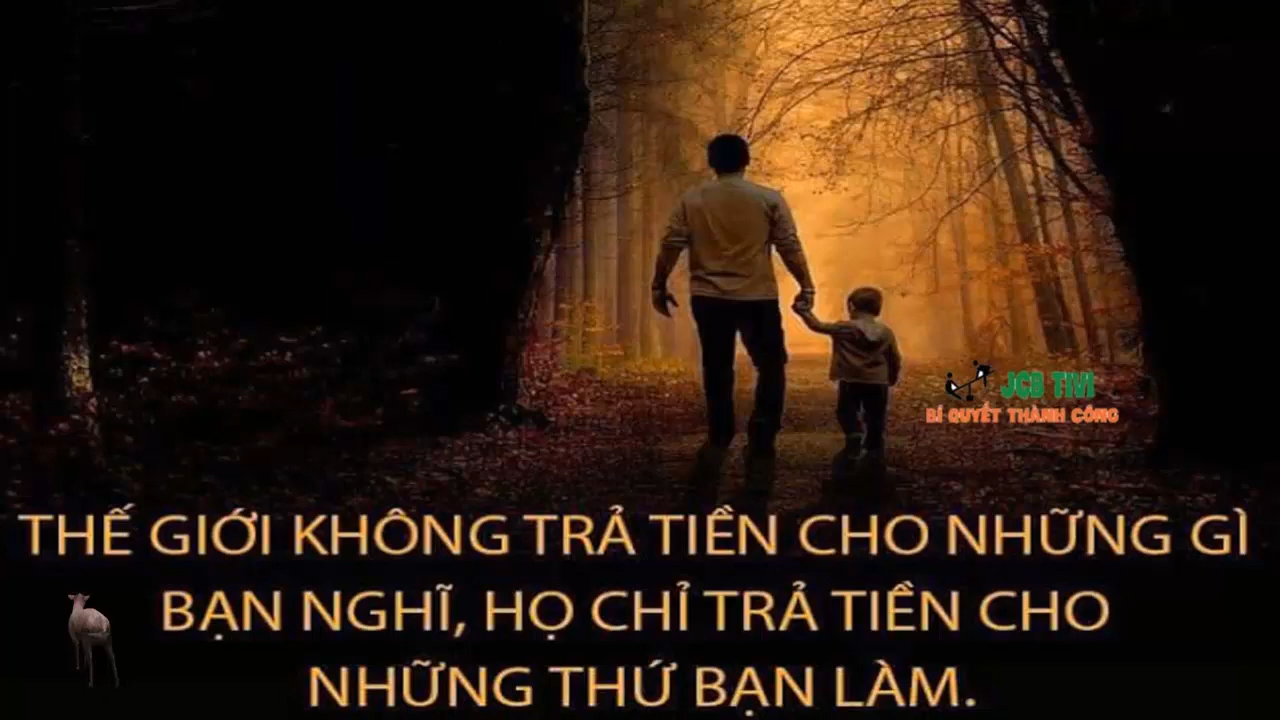 JCB TIVI
BÍ QUYẾT THÀNH CÔNG
THẾ GIỚI KHÔNG TRẢ TIỀN CHO NHỮNG GÌ
BẠN NGHĨ, HỌ CHỈ TRẢ TIỀN CHO
NHỮNG THỨ BẠN LÀM.